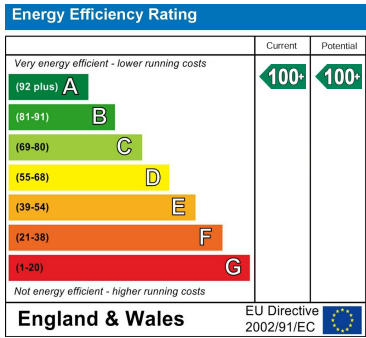 Energy Efficiency Rating
Current Potential
Very energy efficient - lower running costs
(92 plus) A 100+ 100+
(81-91) B
(69-80) C
(55-68) D
(39-54) E
(21-38) F
(1-20) G
Not energy efficient - higher running costs
England & Wales
EU Directive
2002/91/EC